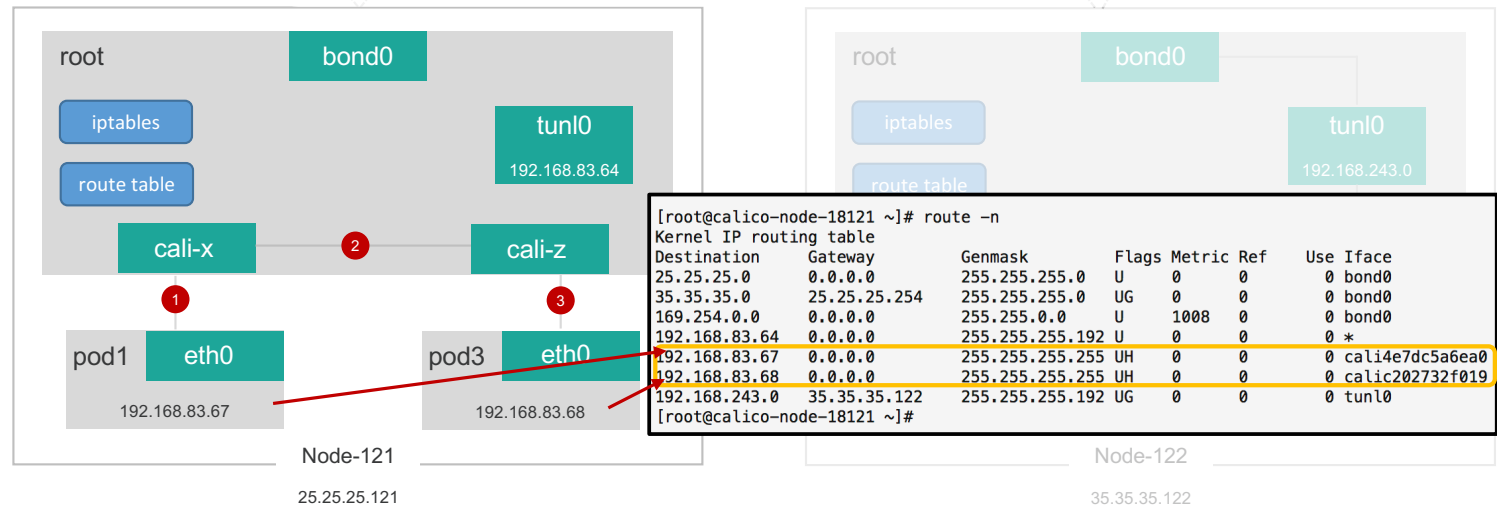 root
bond0
iptables
tunl0
192.168.83.64
route table
cali-x
2
cali-z
1
3
pod1
eth0
192.168.83.67
pod3
eth0
192.168.83.68
Node-121
25.25.25.121
root
bond0
iptables
tunl0
192.168.243.0
route table
[root@calico-node-18121 ~]# route -n
Kernel IP routing table
Destination Gateway Genmask Flags Metric Ref Use Iface
25.25.25.0 0.0.0.0 255.255.255.0 U 0 0 0 bond0
35.35.35.0 25.25.25.254 255.255.255.0 UG 0 0 0 bond0
169.254.0.0 0.0.0.0 255.255.0.0 U 1008 0 0 bond0
192.168.83.64 0.0.0.0 255.255.255.192 U 0 0 0 *
192.168.83.67 0.0.0.0 255.255.255.255 UH 0 0 0 cali4e7dc5a6ea0
192.168.83.68 0.0.0.0 255.255.255.255 UH 0 0 0 calic202732f019
192.168.243.0 35.35.35.122 255.255.255.192 UG 0 0 0 tunl0
[root@calico-node-18121 ~]#
Node-122
35.35.35.122